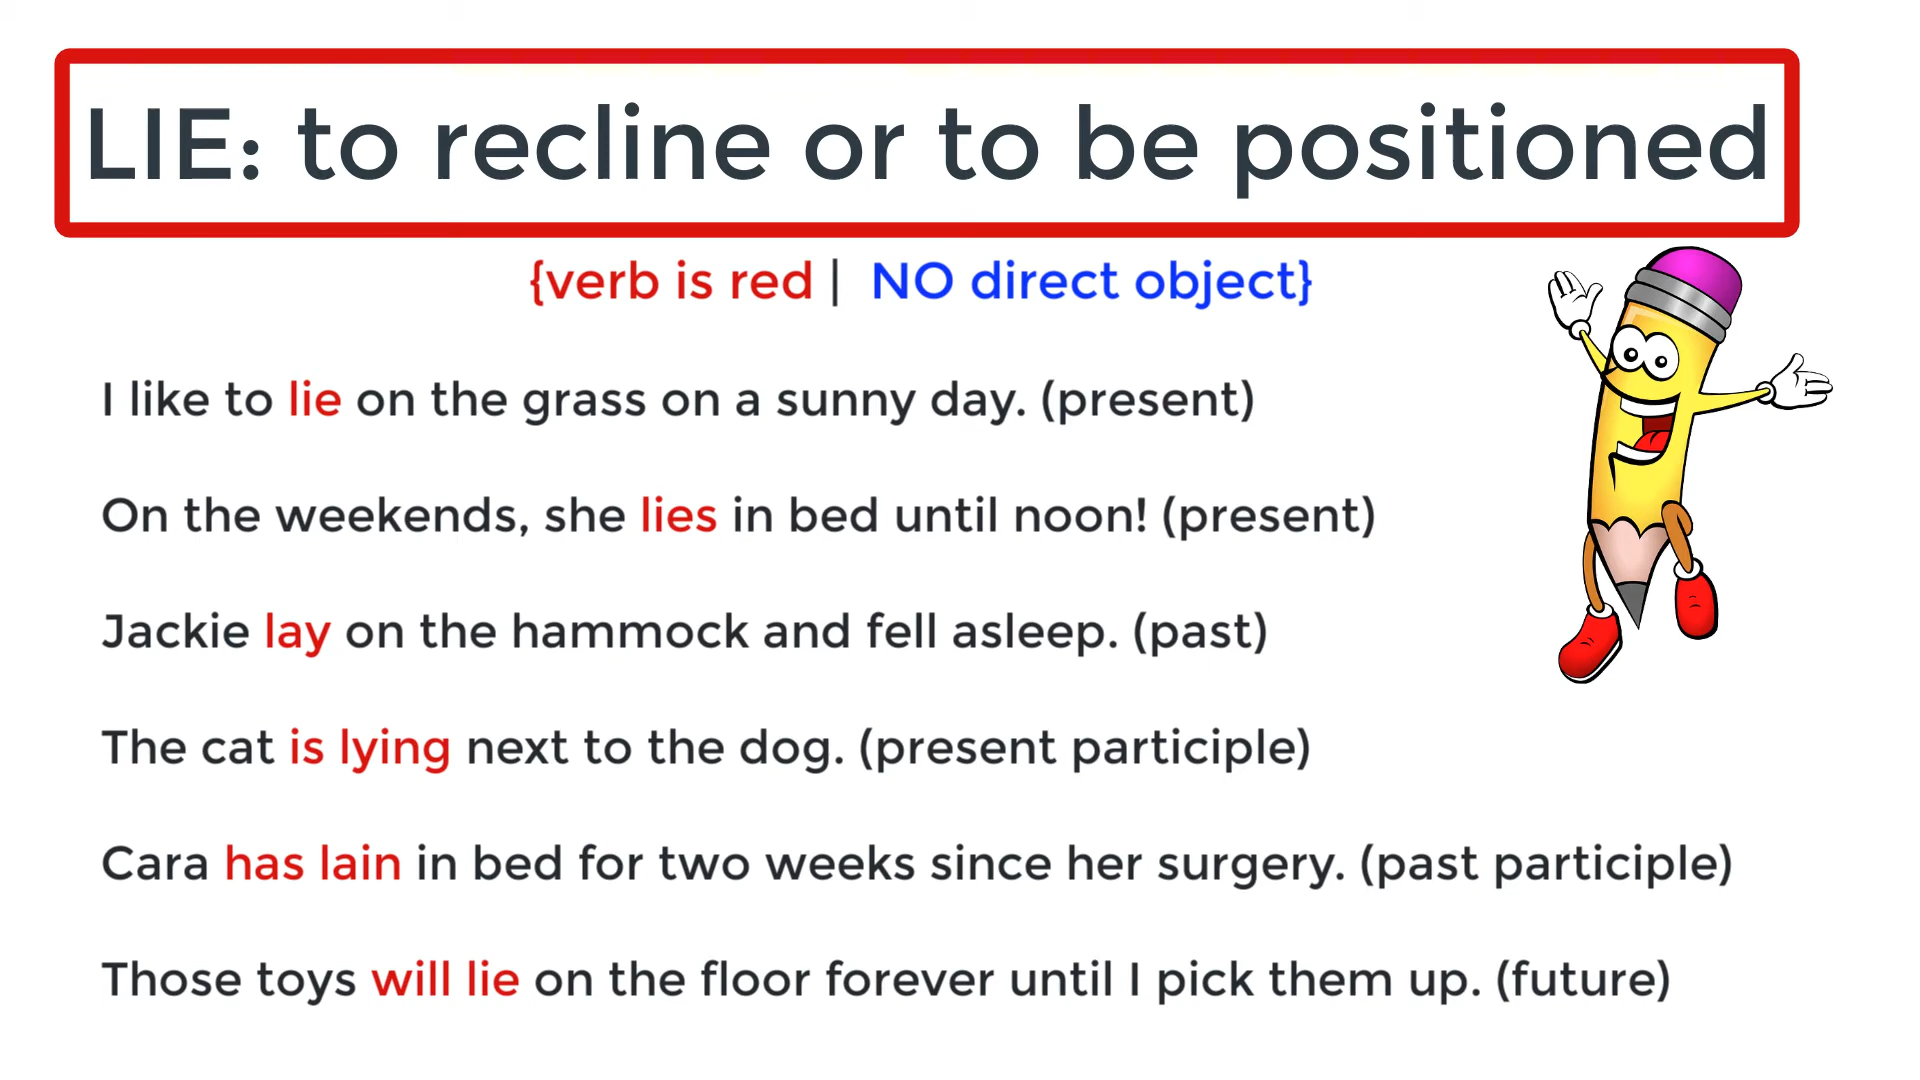 LIE: to recline or to be positioned
{verb is red | NO direct object}
I like to lie on the grass on a sunny day. (present)
On the weekends, she lies in bed until noon! (present)
Jackie lay on the hammock and fell asleep. (past)
The cat is lying next to the dog. (present participle)
Cara has lain in bed for two weeks since her surgery. (past participle)
Those toys will lie on the floor forever until I pick them up. (future)